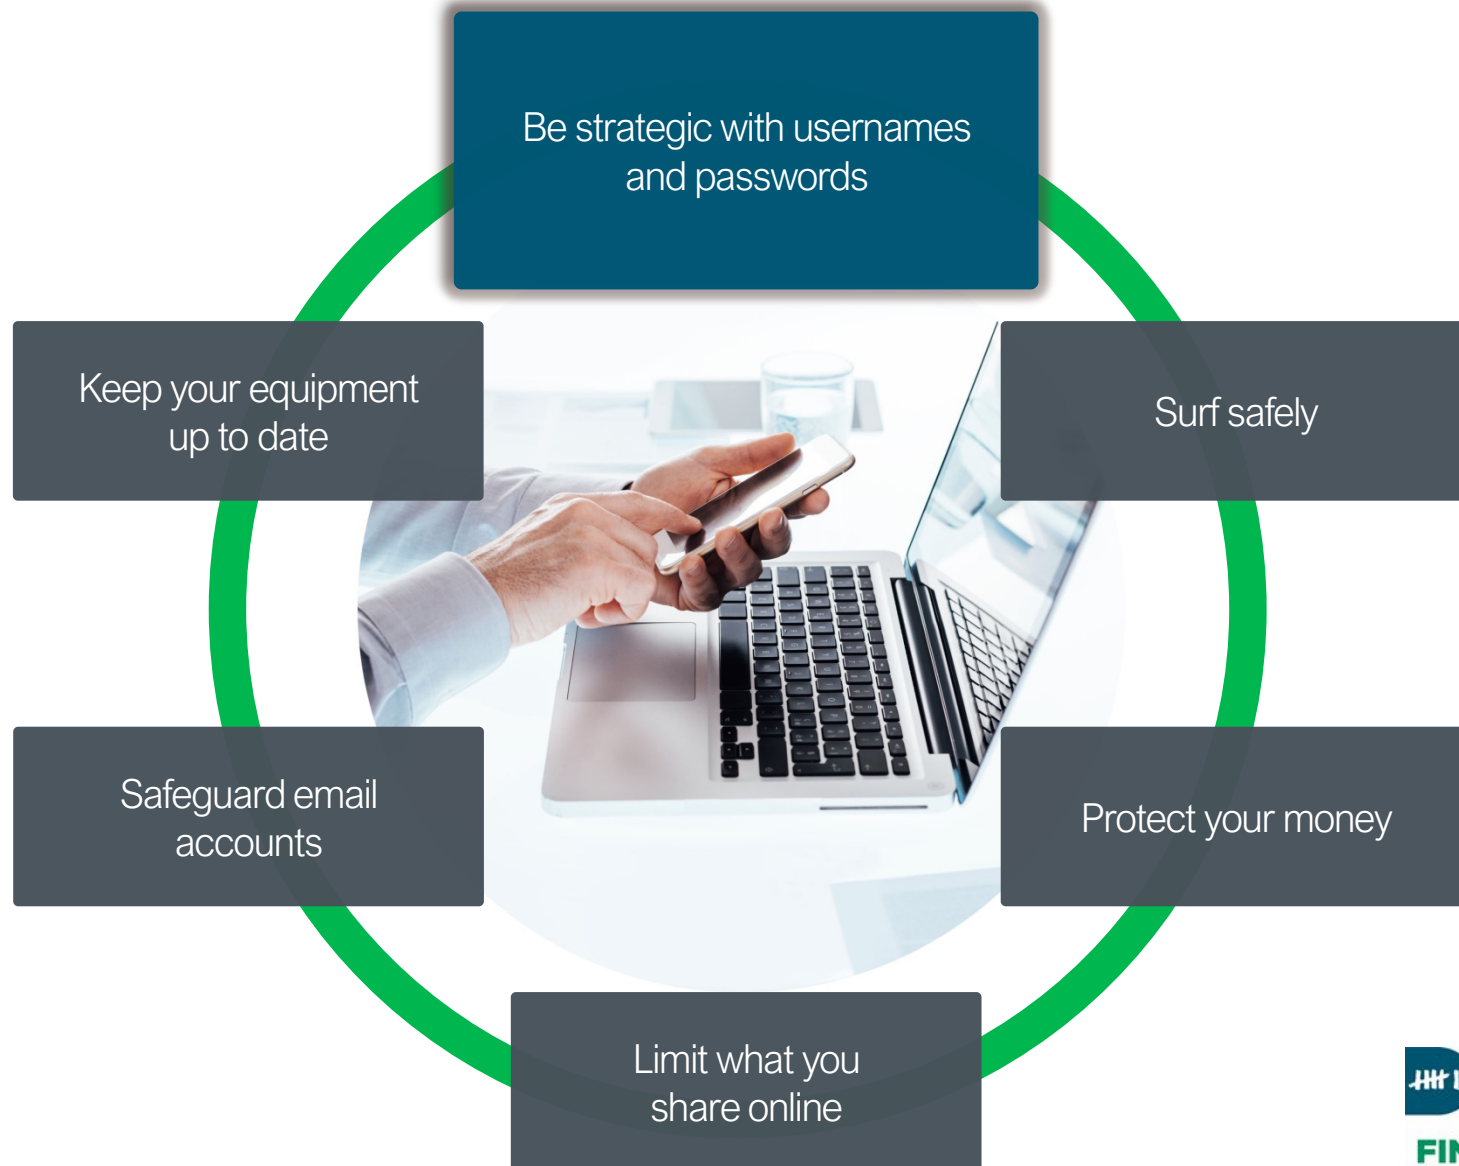 Be strategic with usernames
and passwords
Keep your equipment
up to date
Surf safely
Safeguard email
accounts
Protect your money
Limit what you
share online
FIN